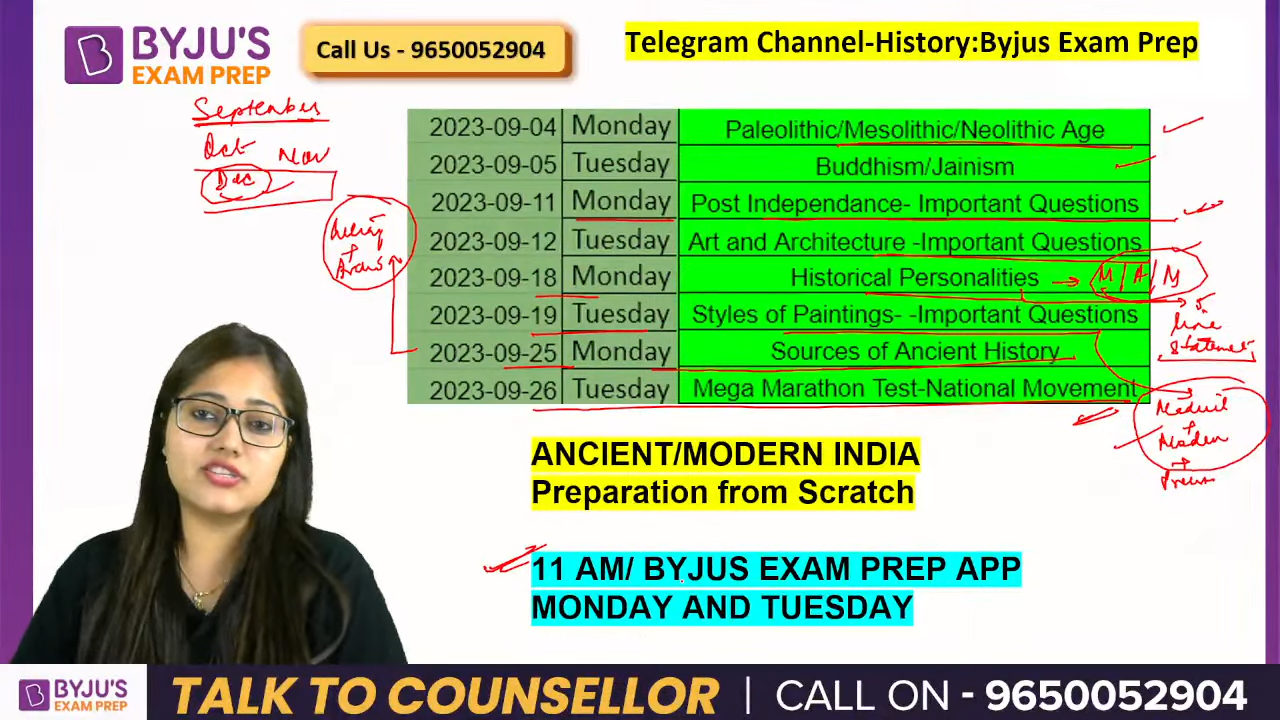 BYJU'S
EXAM PREP
Call Us - 9650052904
Telegram Channel-History:Byjus Exam Prep
September
Oct Nov
Dec
2023-09-04 Monday Paleolithic/Mesolithic/Neolithic Age
2023-09-05 Tuesday Buddhism/Jainism
2023-09-11 Monday Post Independance- Important Questions
2023-09-12 Tuesday Art and Architecture -Important Questions
2023-09-18 Monday Historical Personalities → M/A/M
2023-09-19 Tuesday Styles of Paintings- -Important Questions
2023-09-25 Monday Sources of Ancient History
2023-09-26 Tuesday Mega Marathon Test-National Movement
5
line
statement
ANCIENT/MODERN INDIA
Preparation from Scratch
11 AM/ BYJUS EXAM PREP APP
MONDAY AND TUESDAY
BYJU'S
EXAM PREP
TALK TO COUNSELLOR | CALL ON - 9650052904